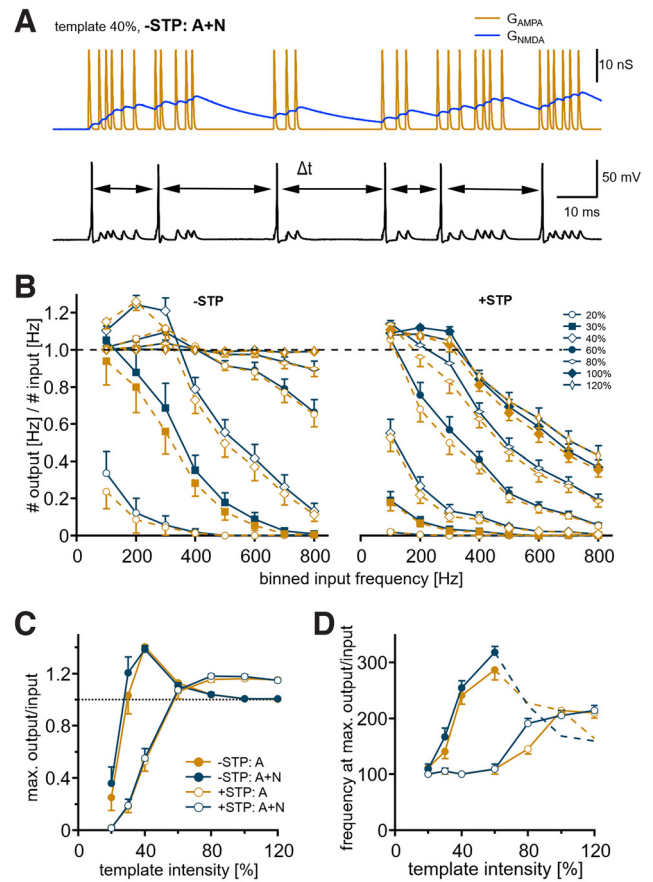 A
template 40%, -STP: A+N
GAMPA
GNMDA
10 nS
Δt
50 mV
10 ms
B
-STP
+STP
# output [Hz] / # input [Hz]
1.2
1.0
0.8
0.6
0.4
0.2
0
20%
30%
40%
60%
80%
100%
120%
0 200 400 600 800
0 200 400 600 800
binned input frequency [Hz]
C
max. output/input
1.2
0.8
0.4
0
-STP: A
-STP: A+N
+STP: A
+STP: A+N
0 40 80 120
template intensity [%]
D
frequency at max. output/input
300
200
100
0
0 40 80 120
template intensity [%]